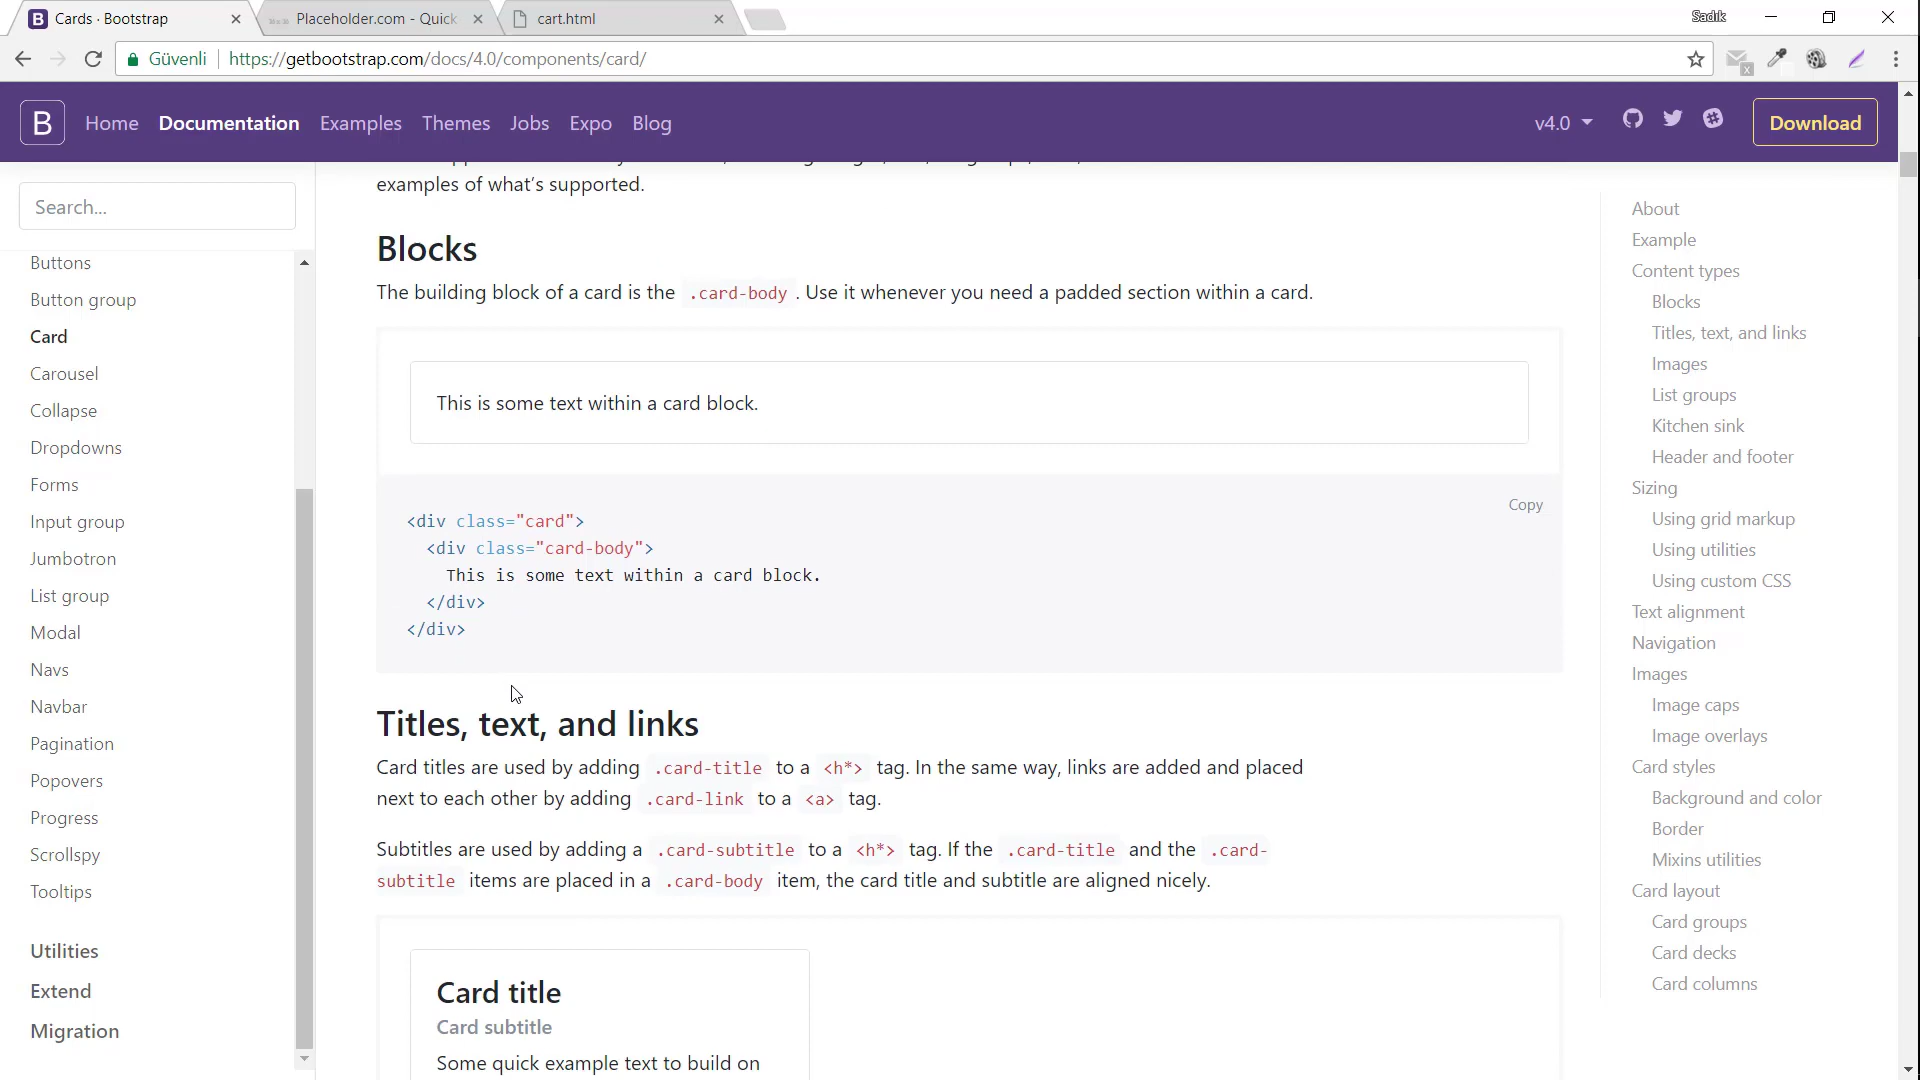 Cards · Bootstrap
Placeholder.com - Quick
cart.html
Sadık
Güvenli
https://getbootstrap.com/docs/4.0/components/card/
B
Home
Documentation
Examples
Themes
Jobs
Expo
Blog
v4.0
Download
Search...
Buttons
Button group
Card
Carousel
Collapse
Dropdowns
Forms
Input group
Jumbotron
List group
Modal
Navs
Navbar
Pagination
Popovers
Progress
Scrollspy
Tooltips
Utilities
Extend
Migration
examples of what’s supported.
Blocks
The building block of a card is the .card-body . Use it whenever you need a padded section within a card.
This is some text within a card block.
Copy
<div class="card">
<div class="card-body">
This is some text within a card block.
</div>
</div>
Titles, text, and links
Card titles are used by adding .card-title to a <h*> tag. In the same way, links are added and placed
next to each other by adding .card-link to a <a> tag.
Subtitles are used by adding a .card-subtitle to a <h*> tag. If the .card-title and the .card-
subtitle items are placed in a .card-body item, the card title and subtitle are aligned nicely.
Card title
Card subtitle
Some quick example text to build on
About
Example
Content types
Blocks
Titles, text, and links
Images
List groups
Kitchen sink
Header and footer
Sizing
Using grid markup
Using utilities
Using custom CSS
Text alignment
Navigation
Images
Image caps
Image overlays
Card styles
Background and color
Border
Mixins utilities
Card layout
Card groups
Card decks
Card columns